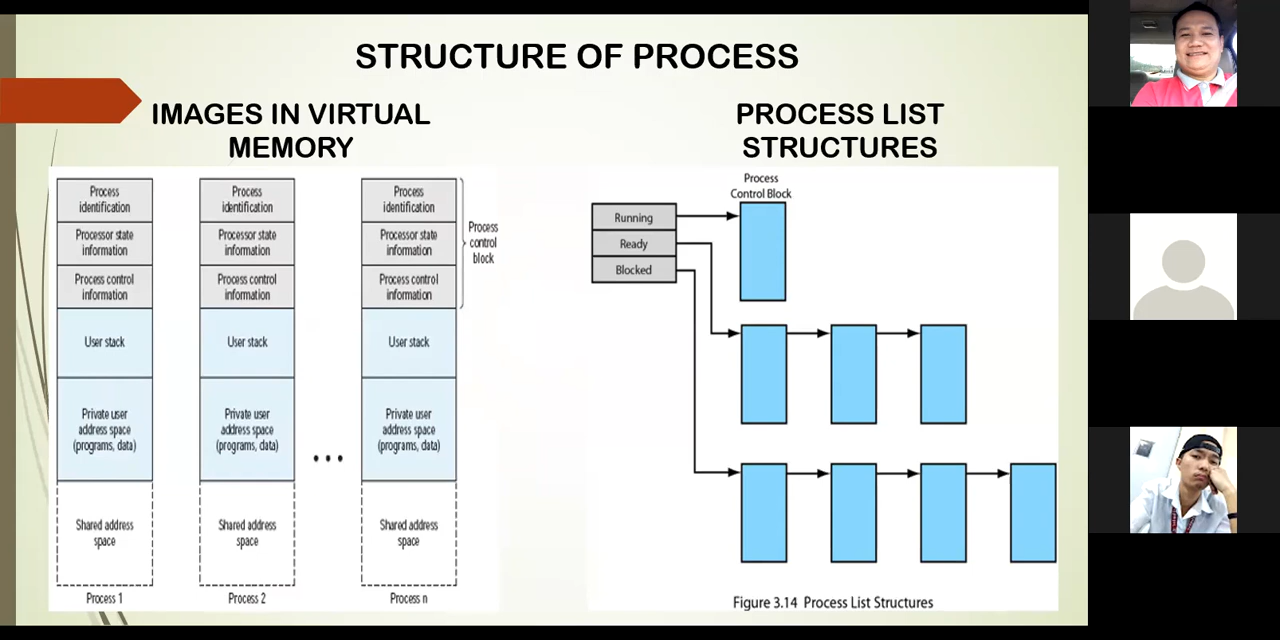 STRUCTURE OF PROCESS
IMAGES IN VIRTUAL
MEMORY
Process
identification
Processor state
information
Process control
information
User stack
Private user
address space
(programs, data)
Shared address
space
Process 1
Process
identification
Processor state
information
Process control
information
User stack
Private user
address space
(programs, data)
Shared address
space
Process 2
Process
identification
Processor state
information
Process control
information
User stack
Private user
address space
(programs, data)
Shared address
space
Process n
Process
control
block
PROCESS LIST
STRUCTURES
Process
Control Block
Running
Ready
Blocked
Figure 3.14 Process List Structures